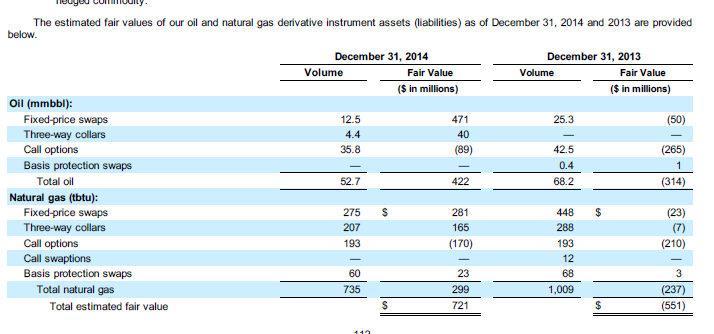 hedged commodity.
The estimated fair values of our oil and natural gas derivative instrument assets (liabilities) as of December 31, 2014 and 2013 are provided
below.
December 31, 2014 December 31, 2013
Volume Fair Value Volume Fair Value
($ in millions) ($ in millions)
Oil (mmbbl):
Fixed-price swaps 12.5 471 25.3 (50)
Three-way collars 4.4 40 — —
Call options 35.8 (89) 42.5 (265)
Basis protection swaps — — 0.4 1
Total oil 52.7 422 68.2 (314)
Natural gas (tbtu):
Fixed-price swaps 275 $ 281 448 $ (23)
Three-way collars 207 165 288 (7)
Call options 193 (170) 193 (210)
Call swaptions — — 12 —
Basis protection swaps 60 23 68 3
Total natural gas 735 299 1,009 (237)
Total estimated fair value $ 721 $ (551)